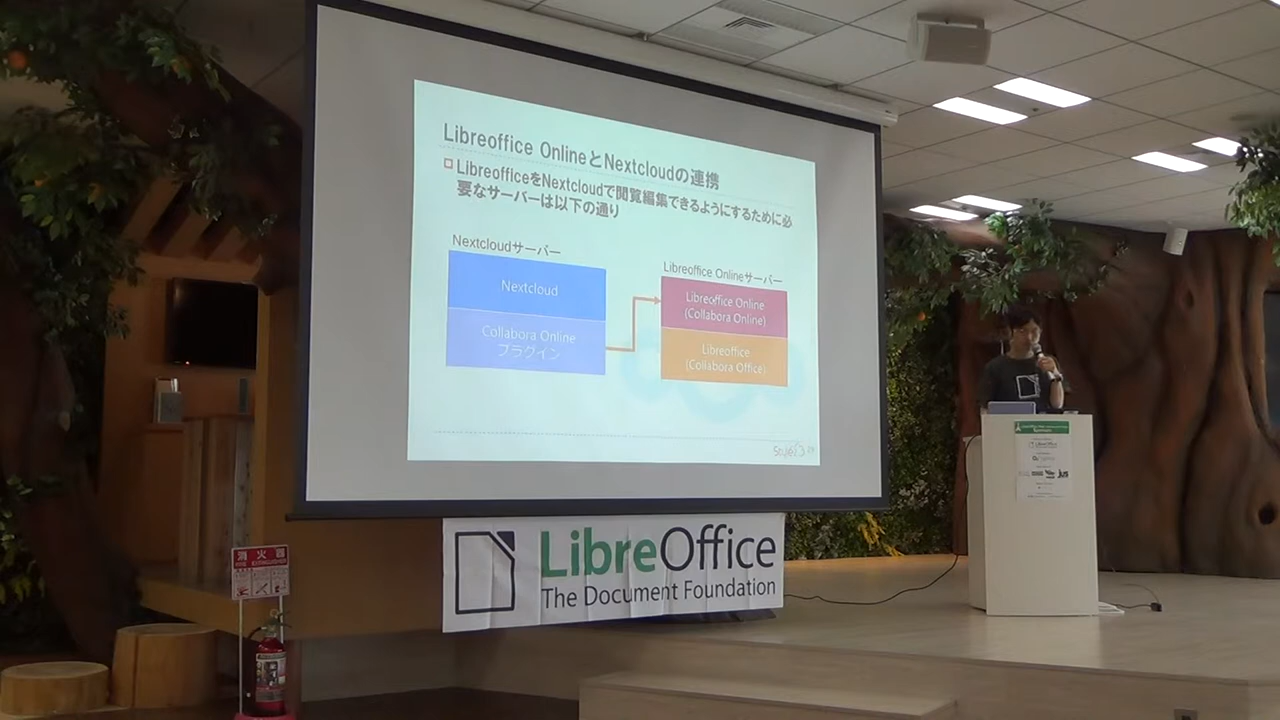 Libreoffice OnlineとNextcloudの連携
LibreofficeをNextcloudで閲覧編集できるようにするために必
要なサーバーは以下の通り
Nextcloudサーバー
Nextcloud
Collabora Online
プラグイン
Libreoffice Onlineサーバー
Libreoffice Online
(Collabora Online)
Libreoffice
(Collabora Office)
LibreOffice
The Document Foundation
消火器
LibreOffice
jus